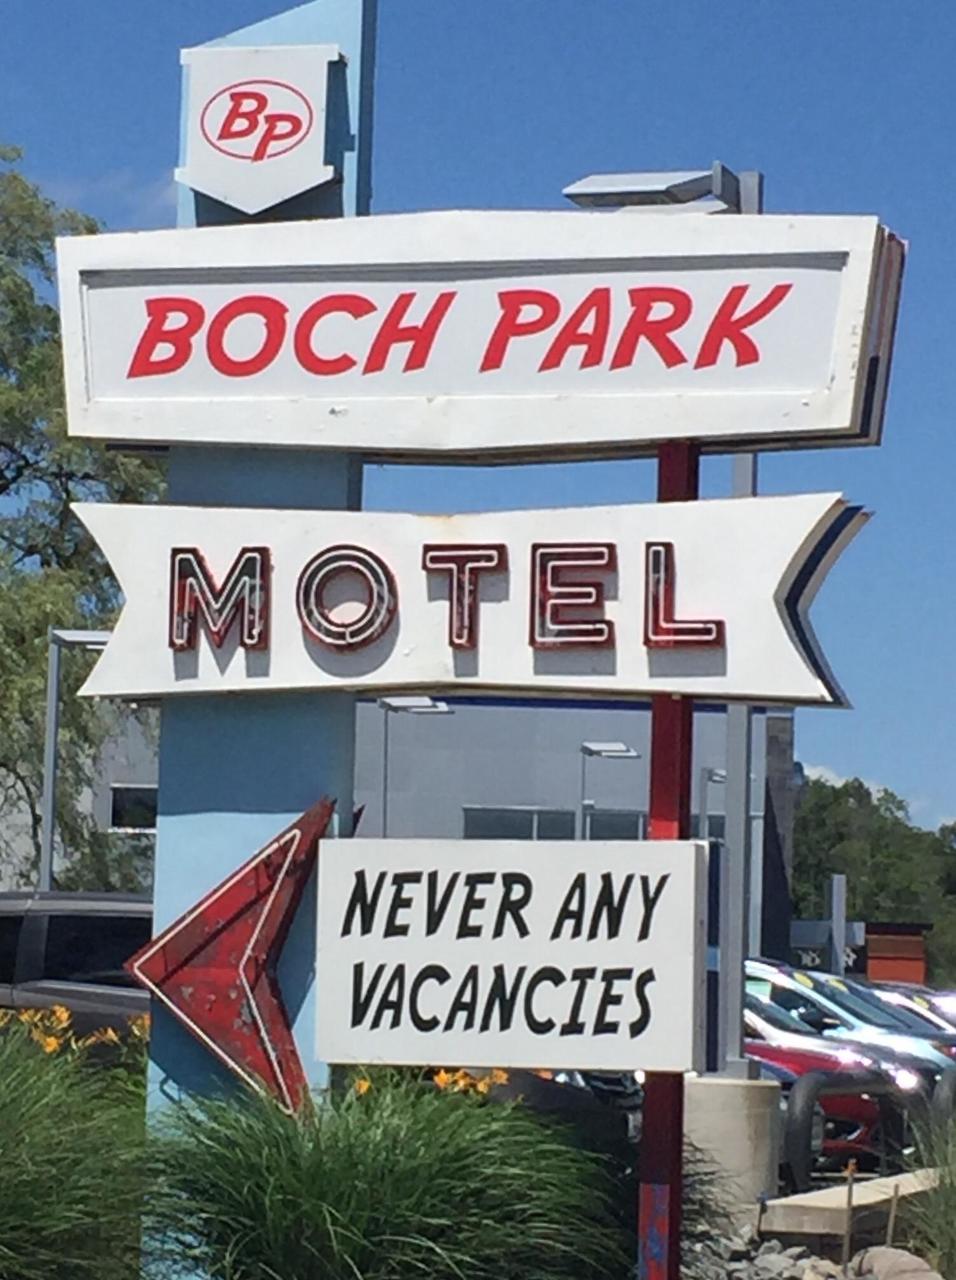 BP
BOCH PARK
MOTEL
NEVER ANY
VACANCIES